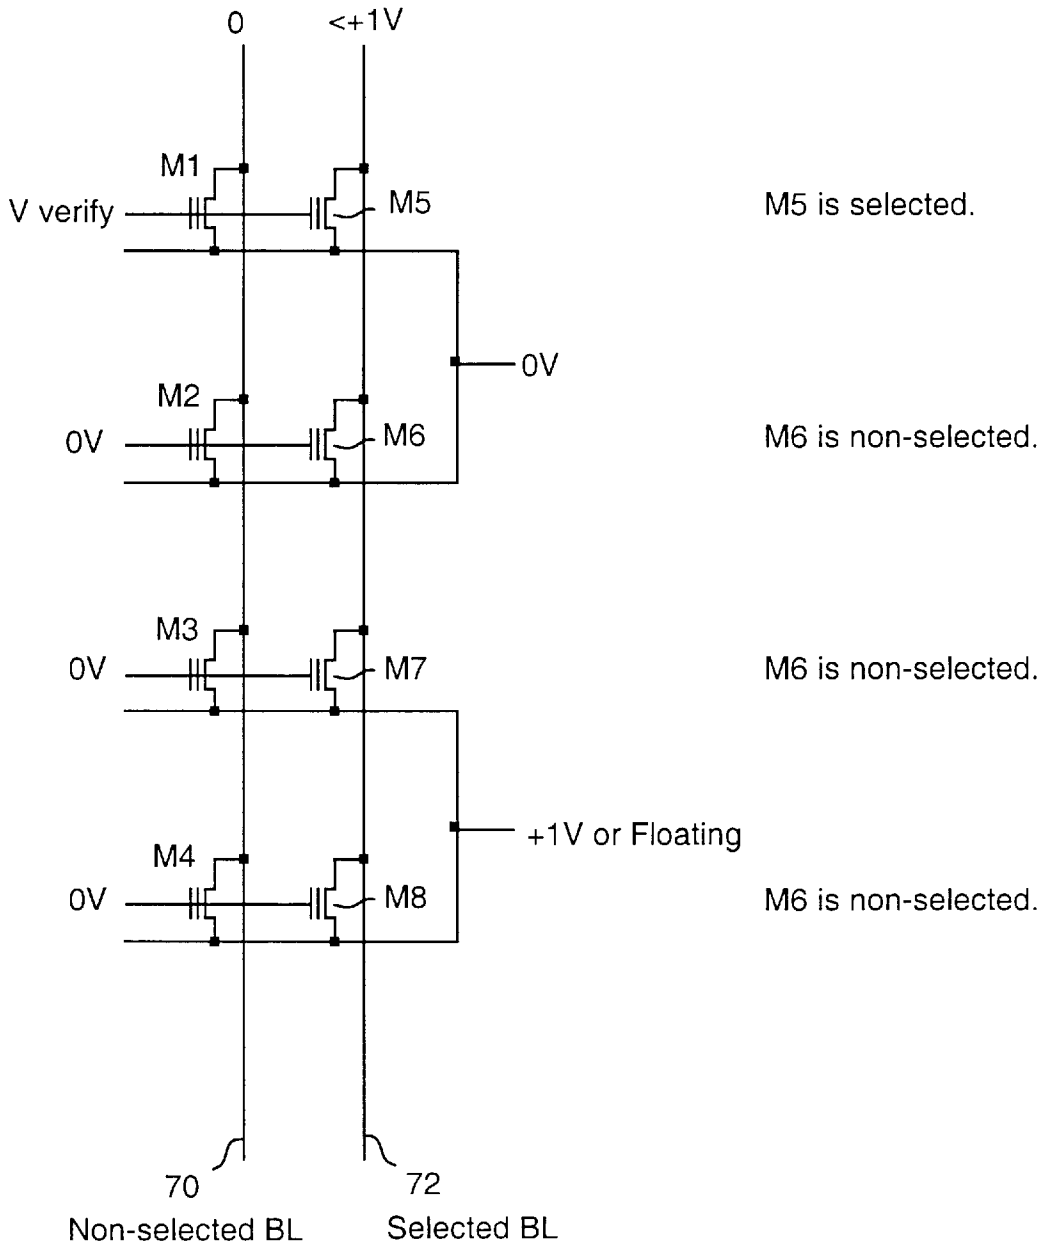 0 <+1V
M1
V verify M5 M5 is selected.
0V
M2
0V M6 M6 is non-selected.
M3
0V M7 M6 is non-selected.
+1V or Floating
M4
0V M8 M6 is non-selected.
70 72
Non-selected BL Selected BL